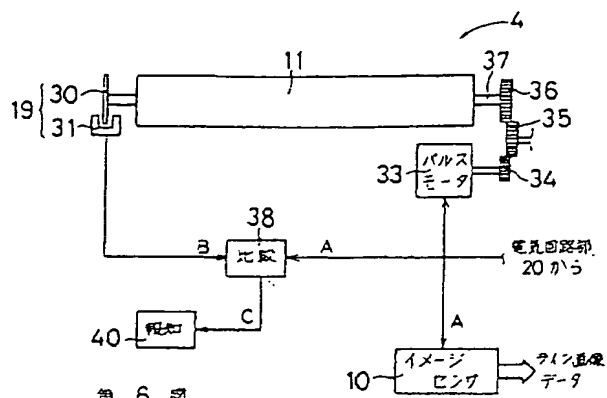 4
11
37
36
30
19
31
35
パルス
モータ
33
34
38
B
比較
A
電気回路部
20から
C
A
報知
40
イメージ
センサ
10
ライン画像
データ
第 6 図